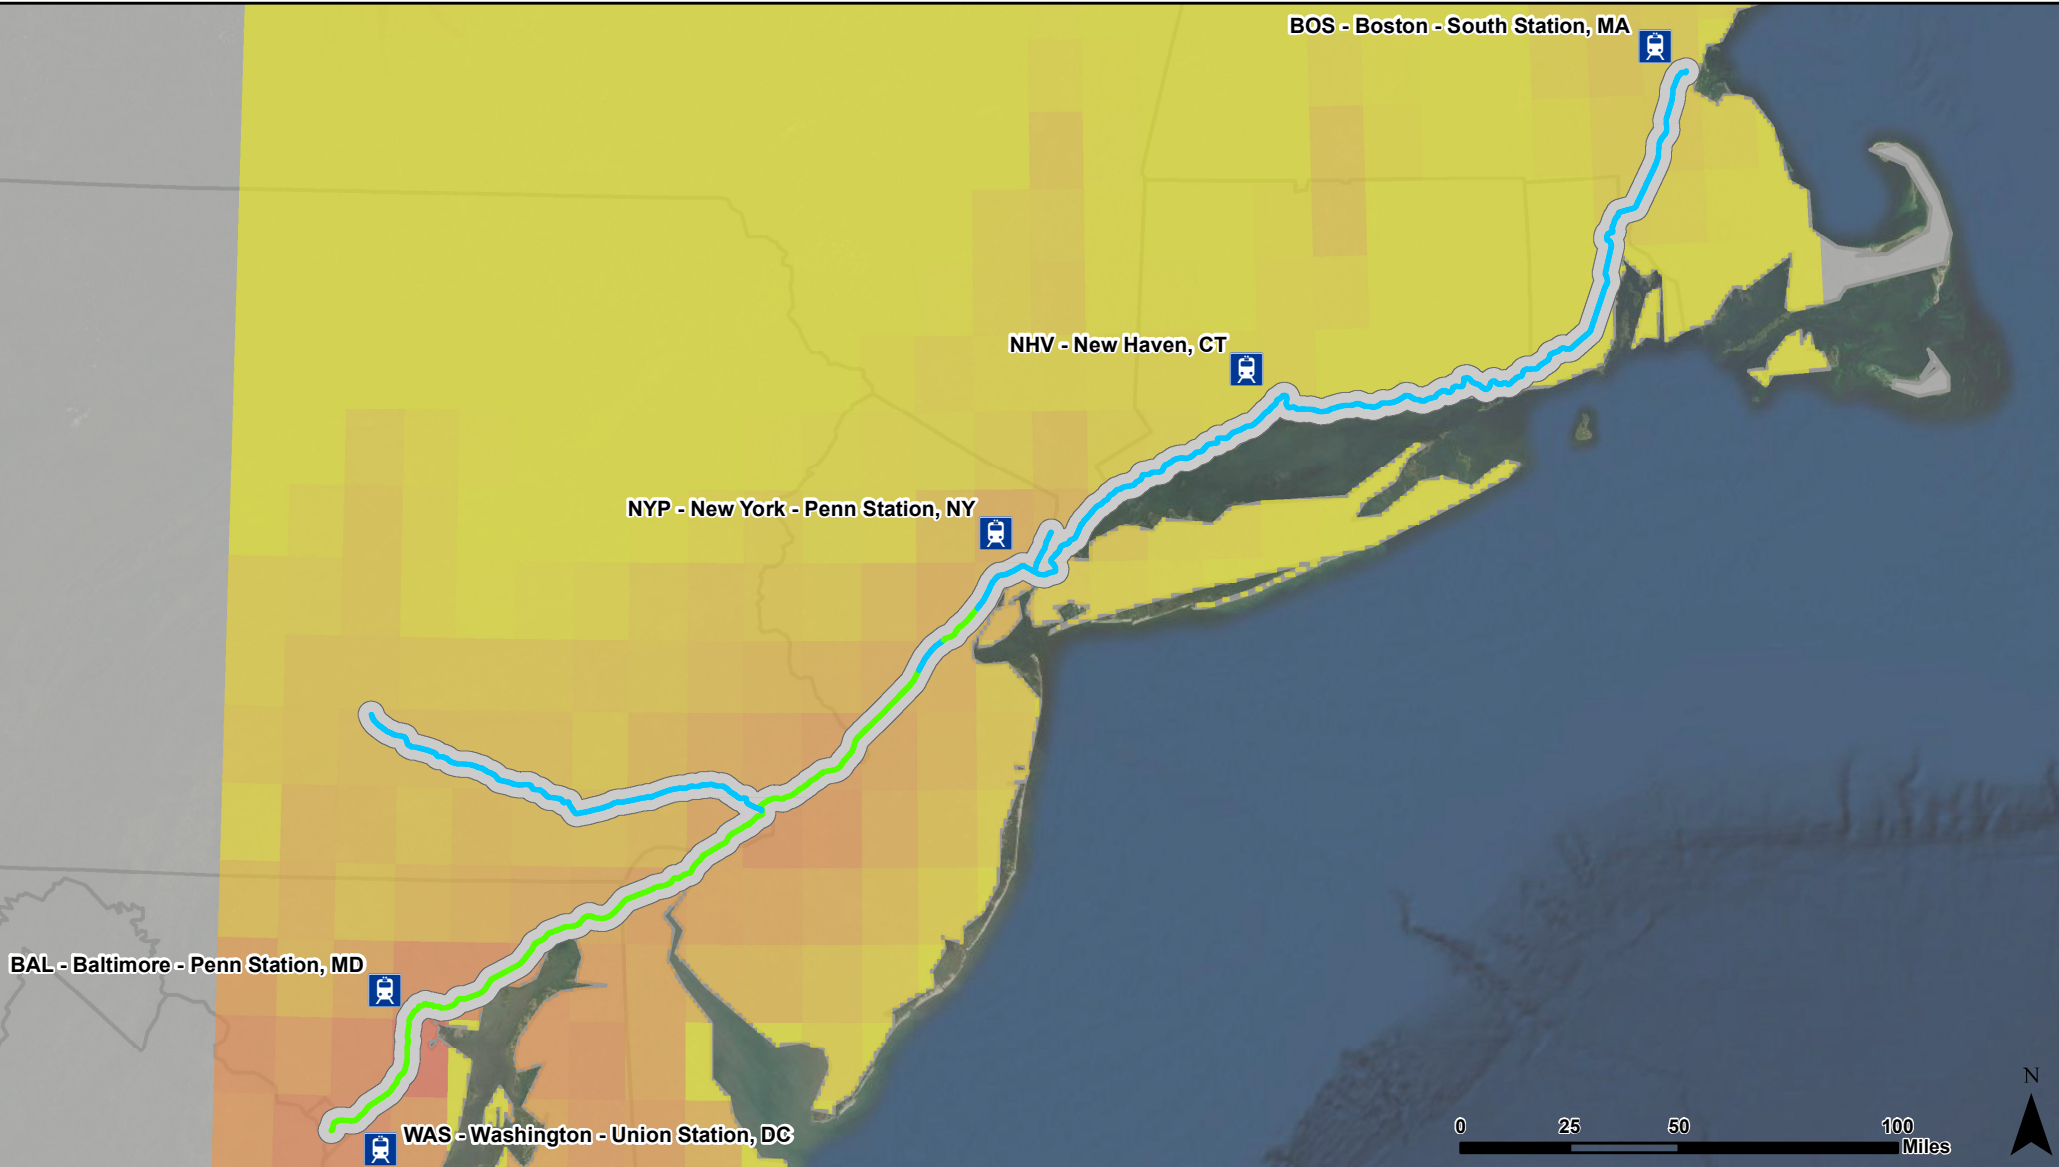 BOS - Boston - South Station, MA
NHV - New Haven, CT
NYP - New York - Penn Station, NY
BAL - Baltimore - Penn Station, MD
WAS - Washington - Union Station, DC
N
0 25 50 100
Miles